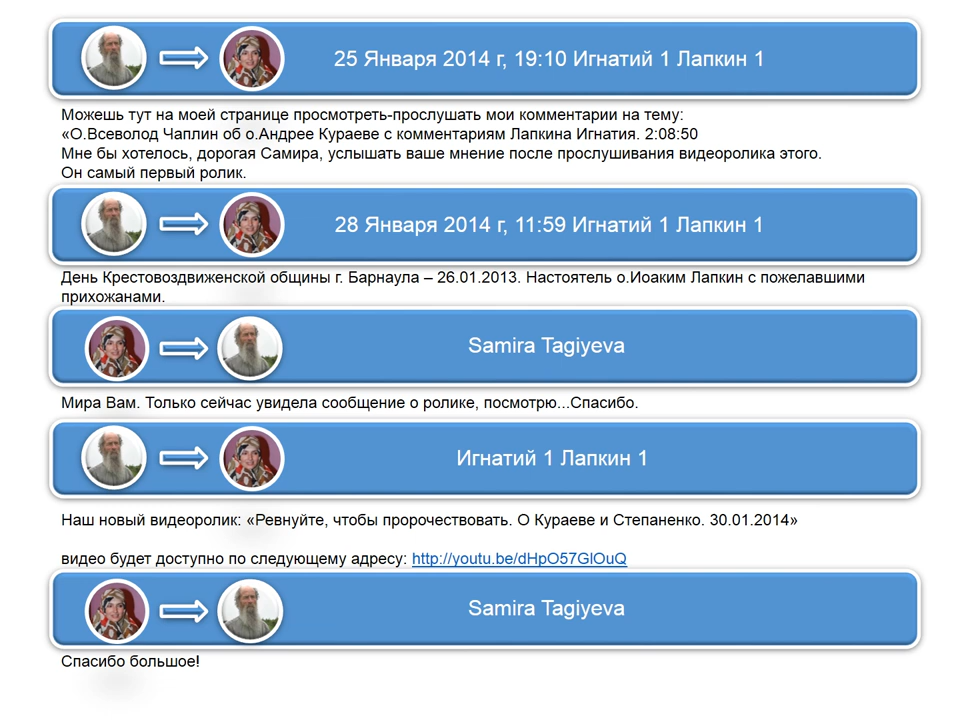 25 Января 2014 г, 19:10 Игнатий 1 Лапкин 1
Можешь тут на моей странице просмотреть-прослушать мои комментарии на тему:
«О.Всеволод Чаплин об о.Андрее Кураеве с комментариям Лапкина Игнатия. 2:08:50
Мне бы хотелось, дорогая Самира, услышать ваше мнение после прослушивания видеоролика этого.
Он самый первый ролик.
28 Января 2014 г, 11:59 Игнатий 1 Лапкин 1
День Крестовоздвиженской общины г. Барнаула – 26.01.2013. Настоятель о.Иоаким Лапкин с пожелавшими
прихожанами.
Samira Tagiyeva
Мира Вам. Только сейчас увидела сообщение о ролике, посмотрю...Спасибо.
Игнатий 1 Лапкин 1
Наш новый видеоролик: «Ревнуйте, чтобы пророчествовать. О Кураеве и Степаненко. 30.01.2014»
видео будет доступно по следующему адресу: http://youtu.be/dHpO57GlOuQ
Samira Tagiyeva
Спасибо большое!